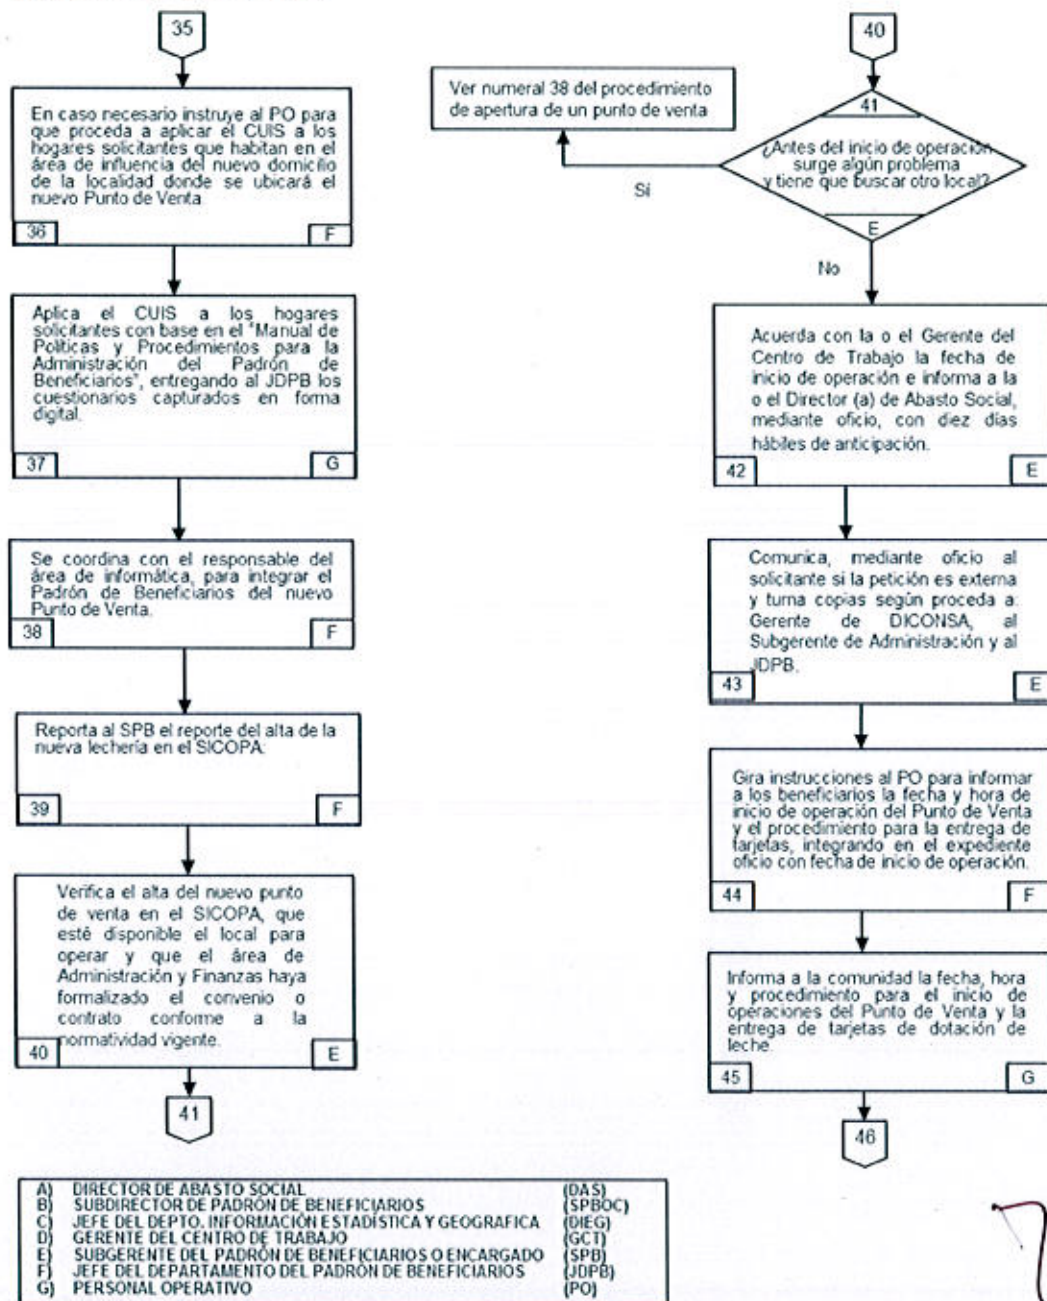 35
En caso necesario instruye al PO para
que proceda a aplicar el CUIS a los
hogares solicitantes que habitan en el
área de influencia del nuevo domicilio
de la localidad donde se ubicará el
nuevo Punto de Venta
36
F
Aplica el CUIS a los hogares
solicitantes con base en el "Manual de
Políticas y Procedimientos para la
Administración del Padrón de
Beneficiarios", entregando al JDPB los
cuestionarios capturados en forma
digital.
37
G
Se coordina con el responsable del
área de informática, para integrar el
Padrón de Beneficiarios del nuevo
Punto de Venta.
38
F
Reporta al SPB el reporte del alta de la
nueva lechería en el SICOPA:
39
F
Verifica el alta del nuevo punto
de venta en el SICOPA, que
esté disponible el local para
operar y que el área de
Administración y Finanzas haya
formalizado el convenio o
contrato conforme a la
normatividad vigente.
40
E
41
40
Ver numeral 38 del procedimiento
de apertura de un punto de venta
41
¿Antes del inicio de operación
surge algún problema
y tiene que buscar otro local?
E
Sí
No
Acuerda con la o el Gerente del
Centro de Trabajo la fecha de
inicio de operación e informa a la
o el Director (a) de Abasto Social,
mediante oficio, con diez días
hábiles de anticipación.
42
E
Comunica, mediante oficio al
solicitante si la petición es externa
y turna copias según proceda a:
Gerente de DICONSA, al
Subgerente de Administración y al
JDPB.
43
E
Gira instrucciones al PO para informar
a los beneficiarios la fecha y hora de
inicio de operación del Punto de Venta
y el procedimiento para la entrega de
tarjetas, integrando en el expediente
oficio con fecha de inicio de operación.
44
F
Informa a la comunidad la fecha, hora
y procedimiento para el inicio de
operaciones del Punto de Venta y la
entrega de tarjetas de dotación de
leche.
45
G
46
A) DIRECTOR DE ABASTO SOCIAL (DAS)
B) SUBDIRECTOR DE PADRÓN DE BENEFICIARIOS (SPBOC)
C) JEFE DEL DEPTO. INFORMACIÓN ESTADÍSTICA Y GEOGRAFICA (DIEG)
D) GERENTE DEL CENTRO DE TRABAJO (GCT)
E) SUBGERENTE DEL PADRÓN DE BENEFICIARIOS O ENCARGADO (SPB)
F) JEFE DEL DEPARTAMENTO DEL PADRÓN DE BENEFICIARIOS (JDPB)
G) PERSONAL OPERATIVO (PO)